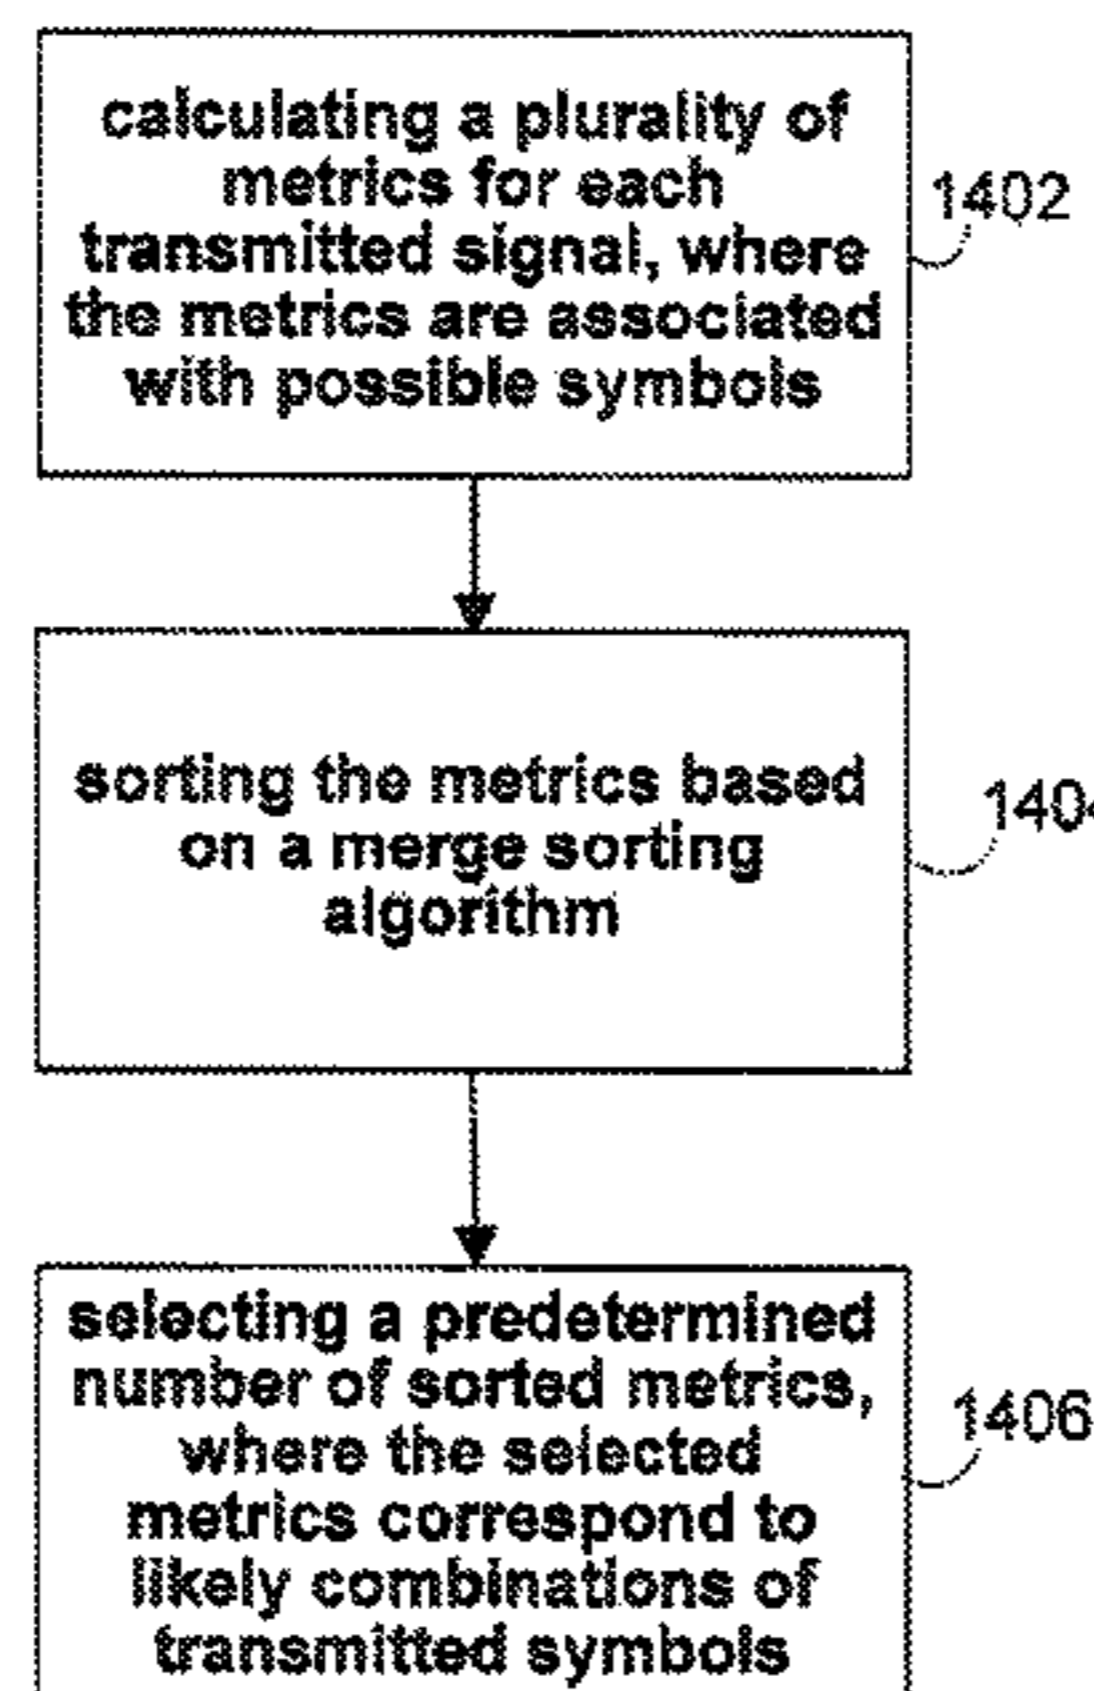 calculating a plurality of
metrics for each
transmitted signal, where
the metrics are associated
with possible symbols
1402
sorting the metrics based
on a merge sorting
algorithm
1404
selecting a predetermined
number of sorted metrics,
where the selected
metrics correspond to
likely combinations of
transmitted symbols
1406